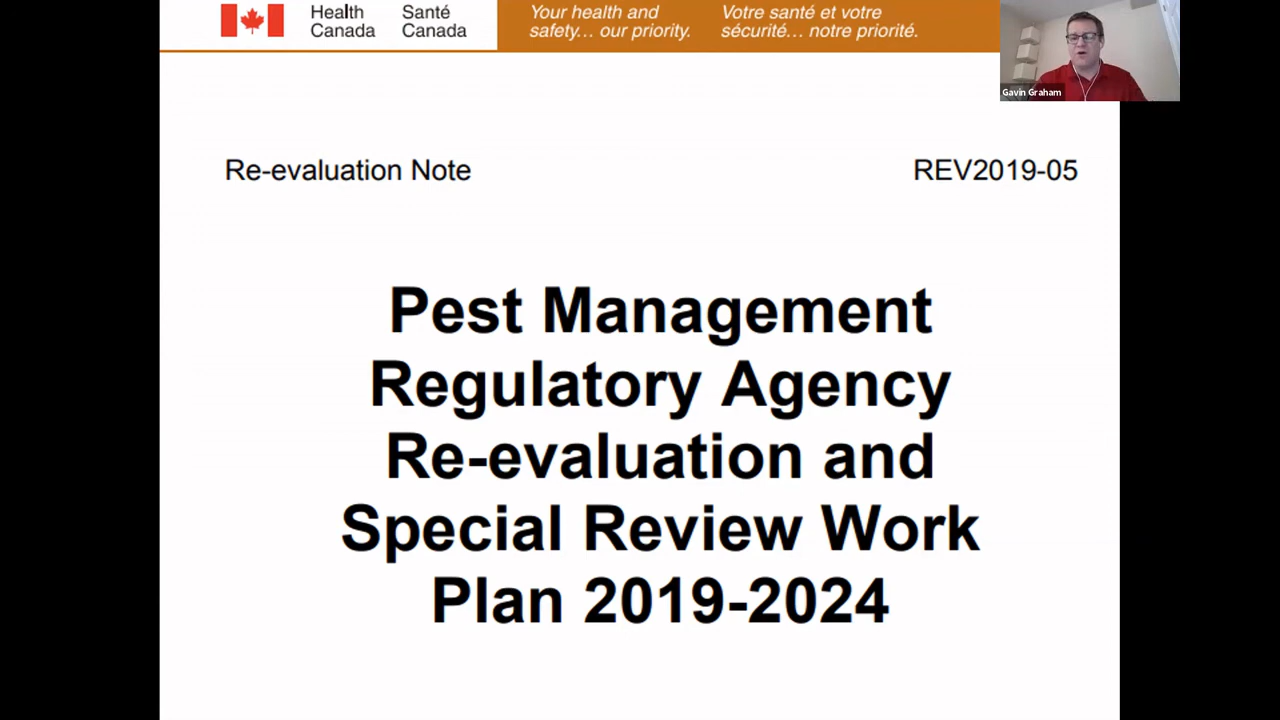 Health Canada
Santé Canada
Your health and safety... our priority.
Votre santé et votre sécurité... notre priorité.
Gavin Graham
Re-evaluation Note
REV2019-05
Pest Management
Regulatory Agency
Re-evaluation and
Special Review Work
Plan 2019-2024